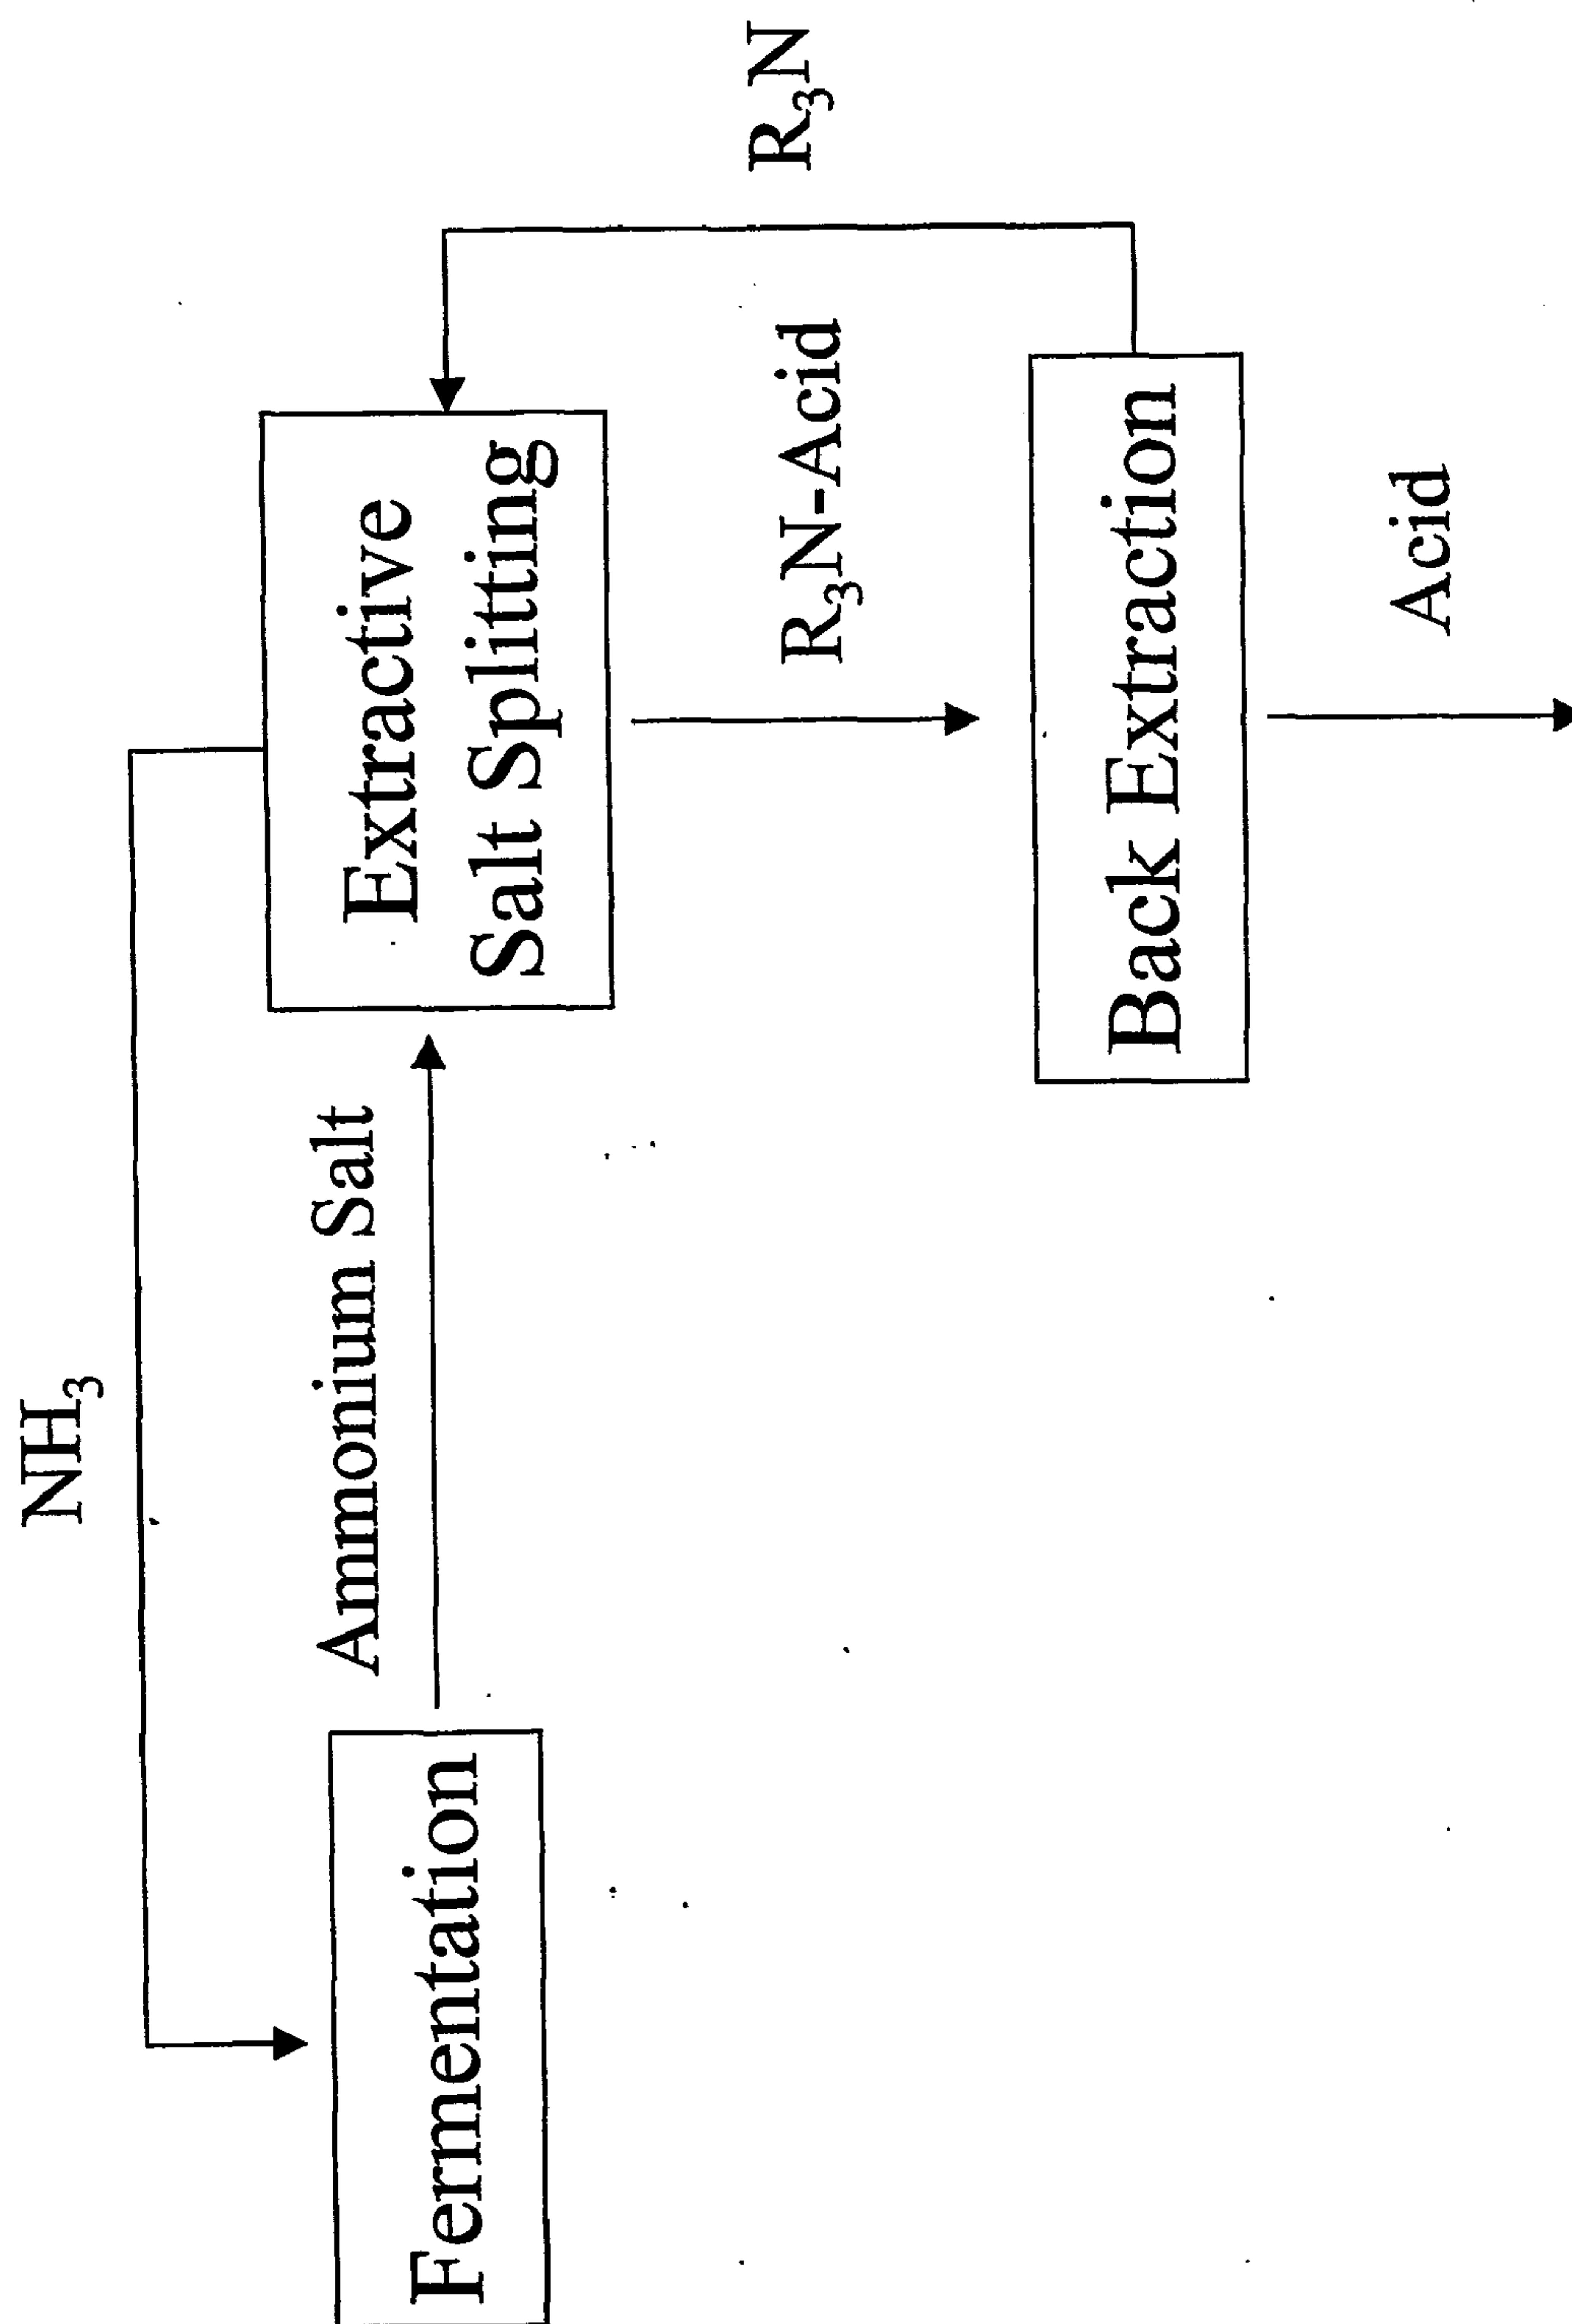 NH₃
Fermentation
Ammonium Salt
Extractive
Salt Splitting
R₃N-Acid
R₃N
Back Extraction
Acid